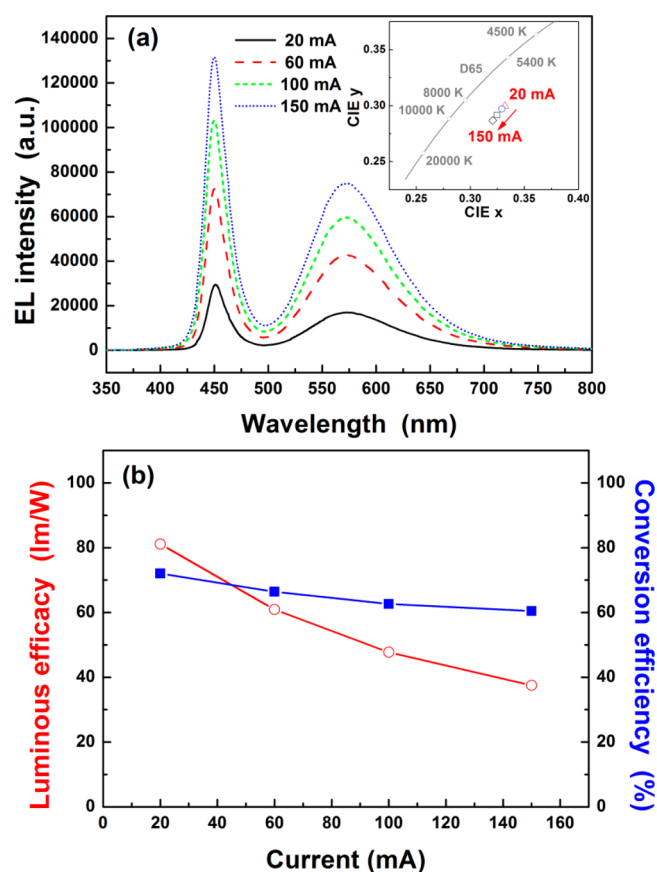 (a)
20 mA
60 mA
100 mA
150 mA
EL intensity (a.u.)
140000
120000
100000
80000
60000
40000
20000
0
350 400 450 500 550 600 650 700 750 800
Wavelength (nm)
CIE y
0.35
0.30
0.25
4500 K
5400 K
D65
8000 K
10000 K
20000 K
20 mA
150 mA
0.25 0.30 0.35 0.40
CIE x
(b)
Luminous efficacy (lm/W)
100
80
60
40
20
0
Conversion efficiency (%)
100
80
60
40
20
0
0 20 40 60 80 100 120 140 160
Current (mA)